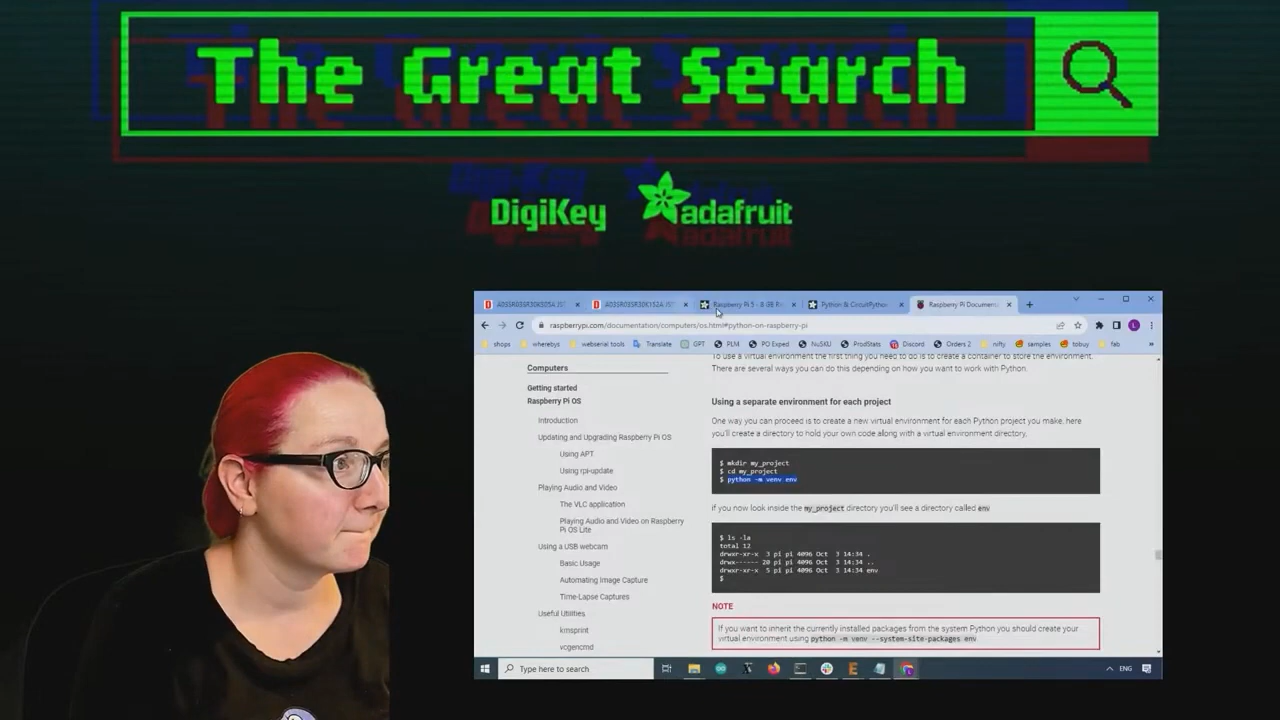 The Great Search
DigiKey
adafruit
A03SR03SR30K152A
Raspberry Pi 5 - 8 GB R
Python & CircuitPython
Raspberry Pi Documen
raspberrypi.com/documentation/computers/os.html#python-on-raspberry-pi
shops
wherebys
webserial tools
Translate
GPT
PLM
PO Exped
NuSKU
ProdStats
Discord
Orders 2
nifty
samples
tobuy
fab
Computers
Getting started
Raspberry Pi OS
Introduction
Updating and Upgrading Raspberry Pi OS
Using APT
Using rpi-update
Playing Audio and Video
The VLC application
Playing Audio and Video on Raspberry
Pi OS Lite
Using a USB webcam
Basic Usage
Automating Image Capture
Time-Lapse Captures
Useful Utilities
kmsprint
vcgencmd
To use a virtual environment the first thing you need to do is to create a container to store the environment.
There are several ways you can do this depending on how you want to work with Python.
Using a separate environment for each project
One way you can proceed is to create a new virtual environment for each Python project you make, here
you'll create a directory to hold your own code along with a virtual environment directory,
$ mkdir my_project
$ cd my_project
$ python -m venv env
if you now look inside the my_project directory you'll see a directory called env
$ ls -la
total 12
drwxr-xr-x 3 pi pi 4096 Oct 3 14:34 .
drwx------ 20 pi pi 4096 Oct 3 14:34 ..
drwxr-xr-x 5 pi pi 4096 Oct 3 14:34 env
$
NOTE
If you want to inherit the currently installed packages from the system Python you should create your
virtual environment using python -m venv --system-site-packages env
Type here to search
ENG